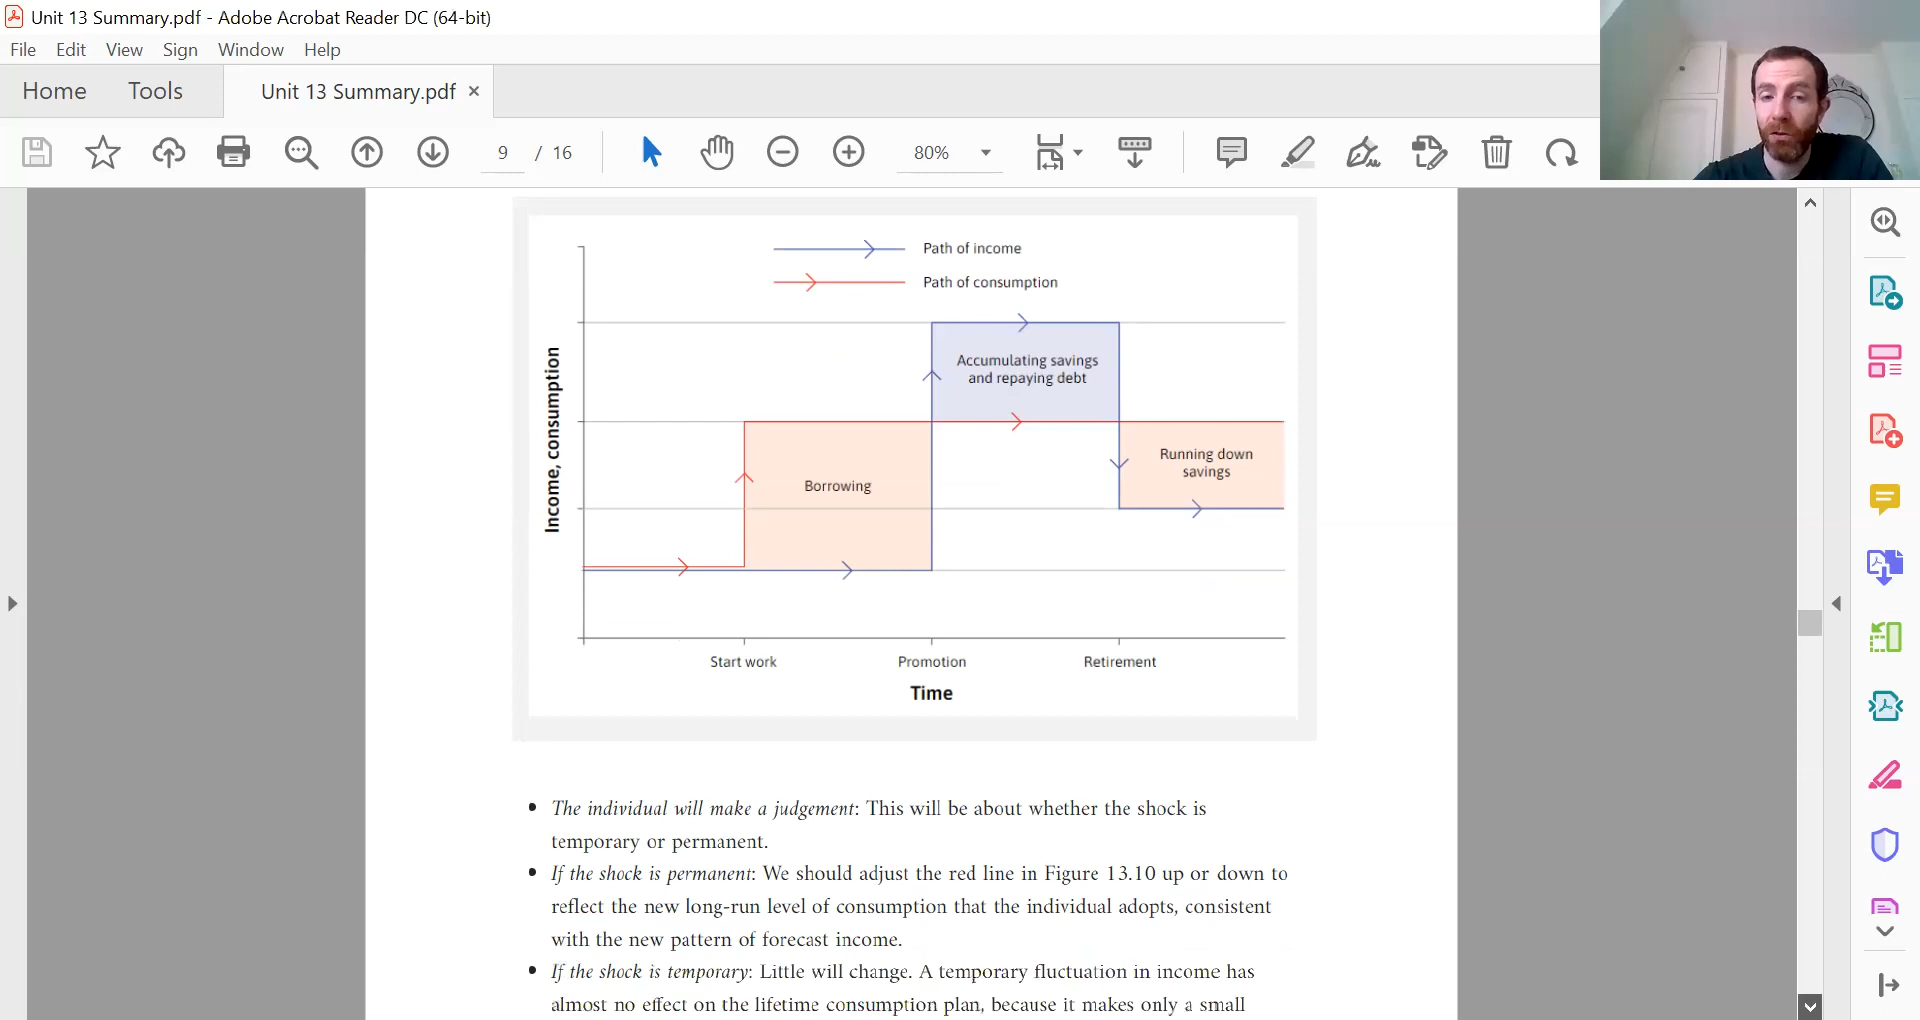 Unit 13 Summary.pdf - Adobe Acrobat Reader DC (64-bit)
File Edit View Sign Window Help
Home Tools Unit 13 Summary.pdf ×
9 / 16 80%
Path of income
Path of consumption
Accumulating savings
and repaying debt
Running down
savings
Borrowing
Income, consumption
Start work Promotion Retirement
Time
• The individual will make a judgement: This will be about whether the shock is
temporary or permanent.
• If the shock is permanent: We should adjust the red line in Figure 13.10 up or down to
reflect the new long-run level of consumption that the individual adopts, consistent
with the new pattern of forecast income.
• If the shock is temporary: Little will change. A temporary fluctuation in income has
almost no effect on the lifetime consumption plan, because it makes only a small